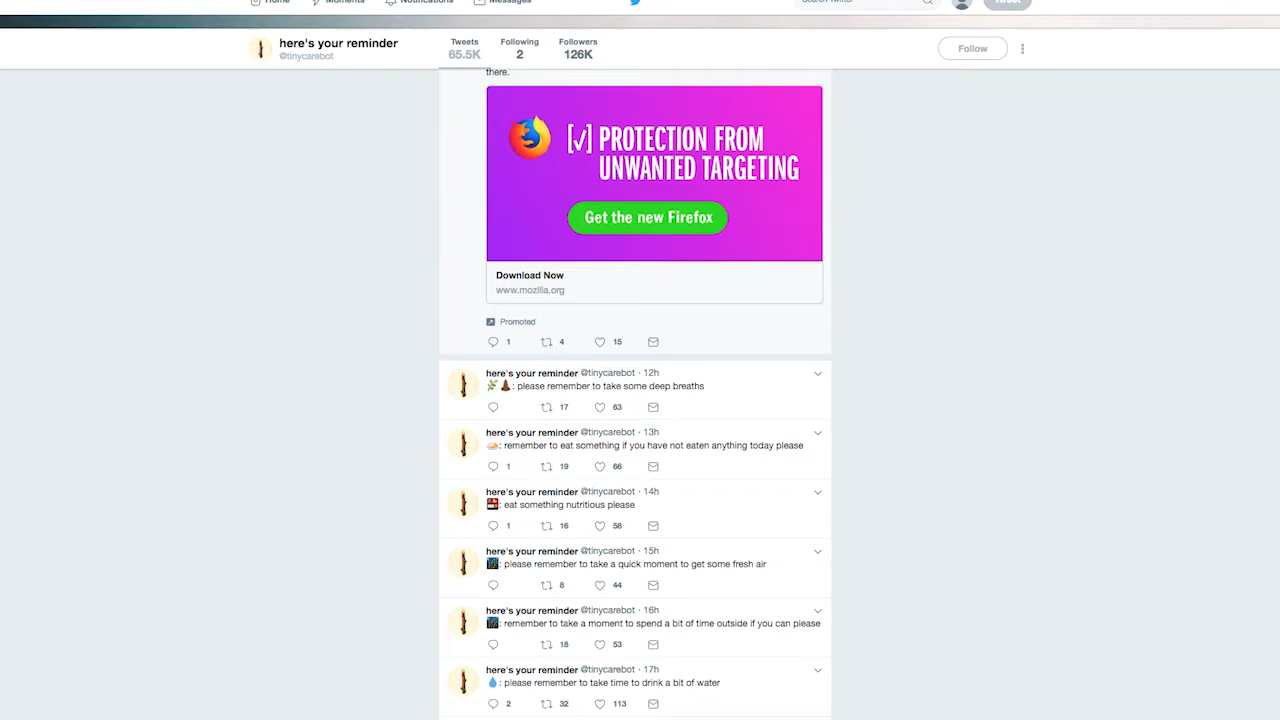 Home Moments Notifications Messages Search Twitter Tweet
here's your reminder
@tinycarebot
Tweets Following Followers
65.5K 2 126K
Follow
there.
[✓] PROTECTION FROM
UNWANTED TARGETING
Get the new Firefox
Download Now
www.mozilla.org
Promoted
1 4 15
here's your reminder @tinycarebot · 12h
: please remember to take some deep breaths
17 63
here's your reminder @tinycarebot · 13h
: remember to eat something if you have not eaten anything today please
1 19 66
here's your reminder @tinycarebot · 14h
: eat something nutritious please
1 16 58
here's your reminder @tinycarebot · 15h
: please remember to take a quick moment to get some fresh air
8 44
here's your reminder @tinycarebot · 16h
: remember to take a moment to spend a bit of time outside if you can please
18 53
here's your reminder @tinycarebot · 17h
💧: please remember to take time to drink a bit of water
2 32 113